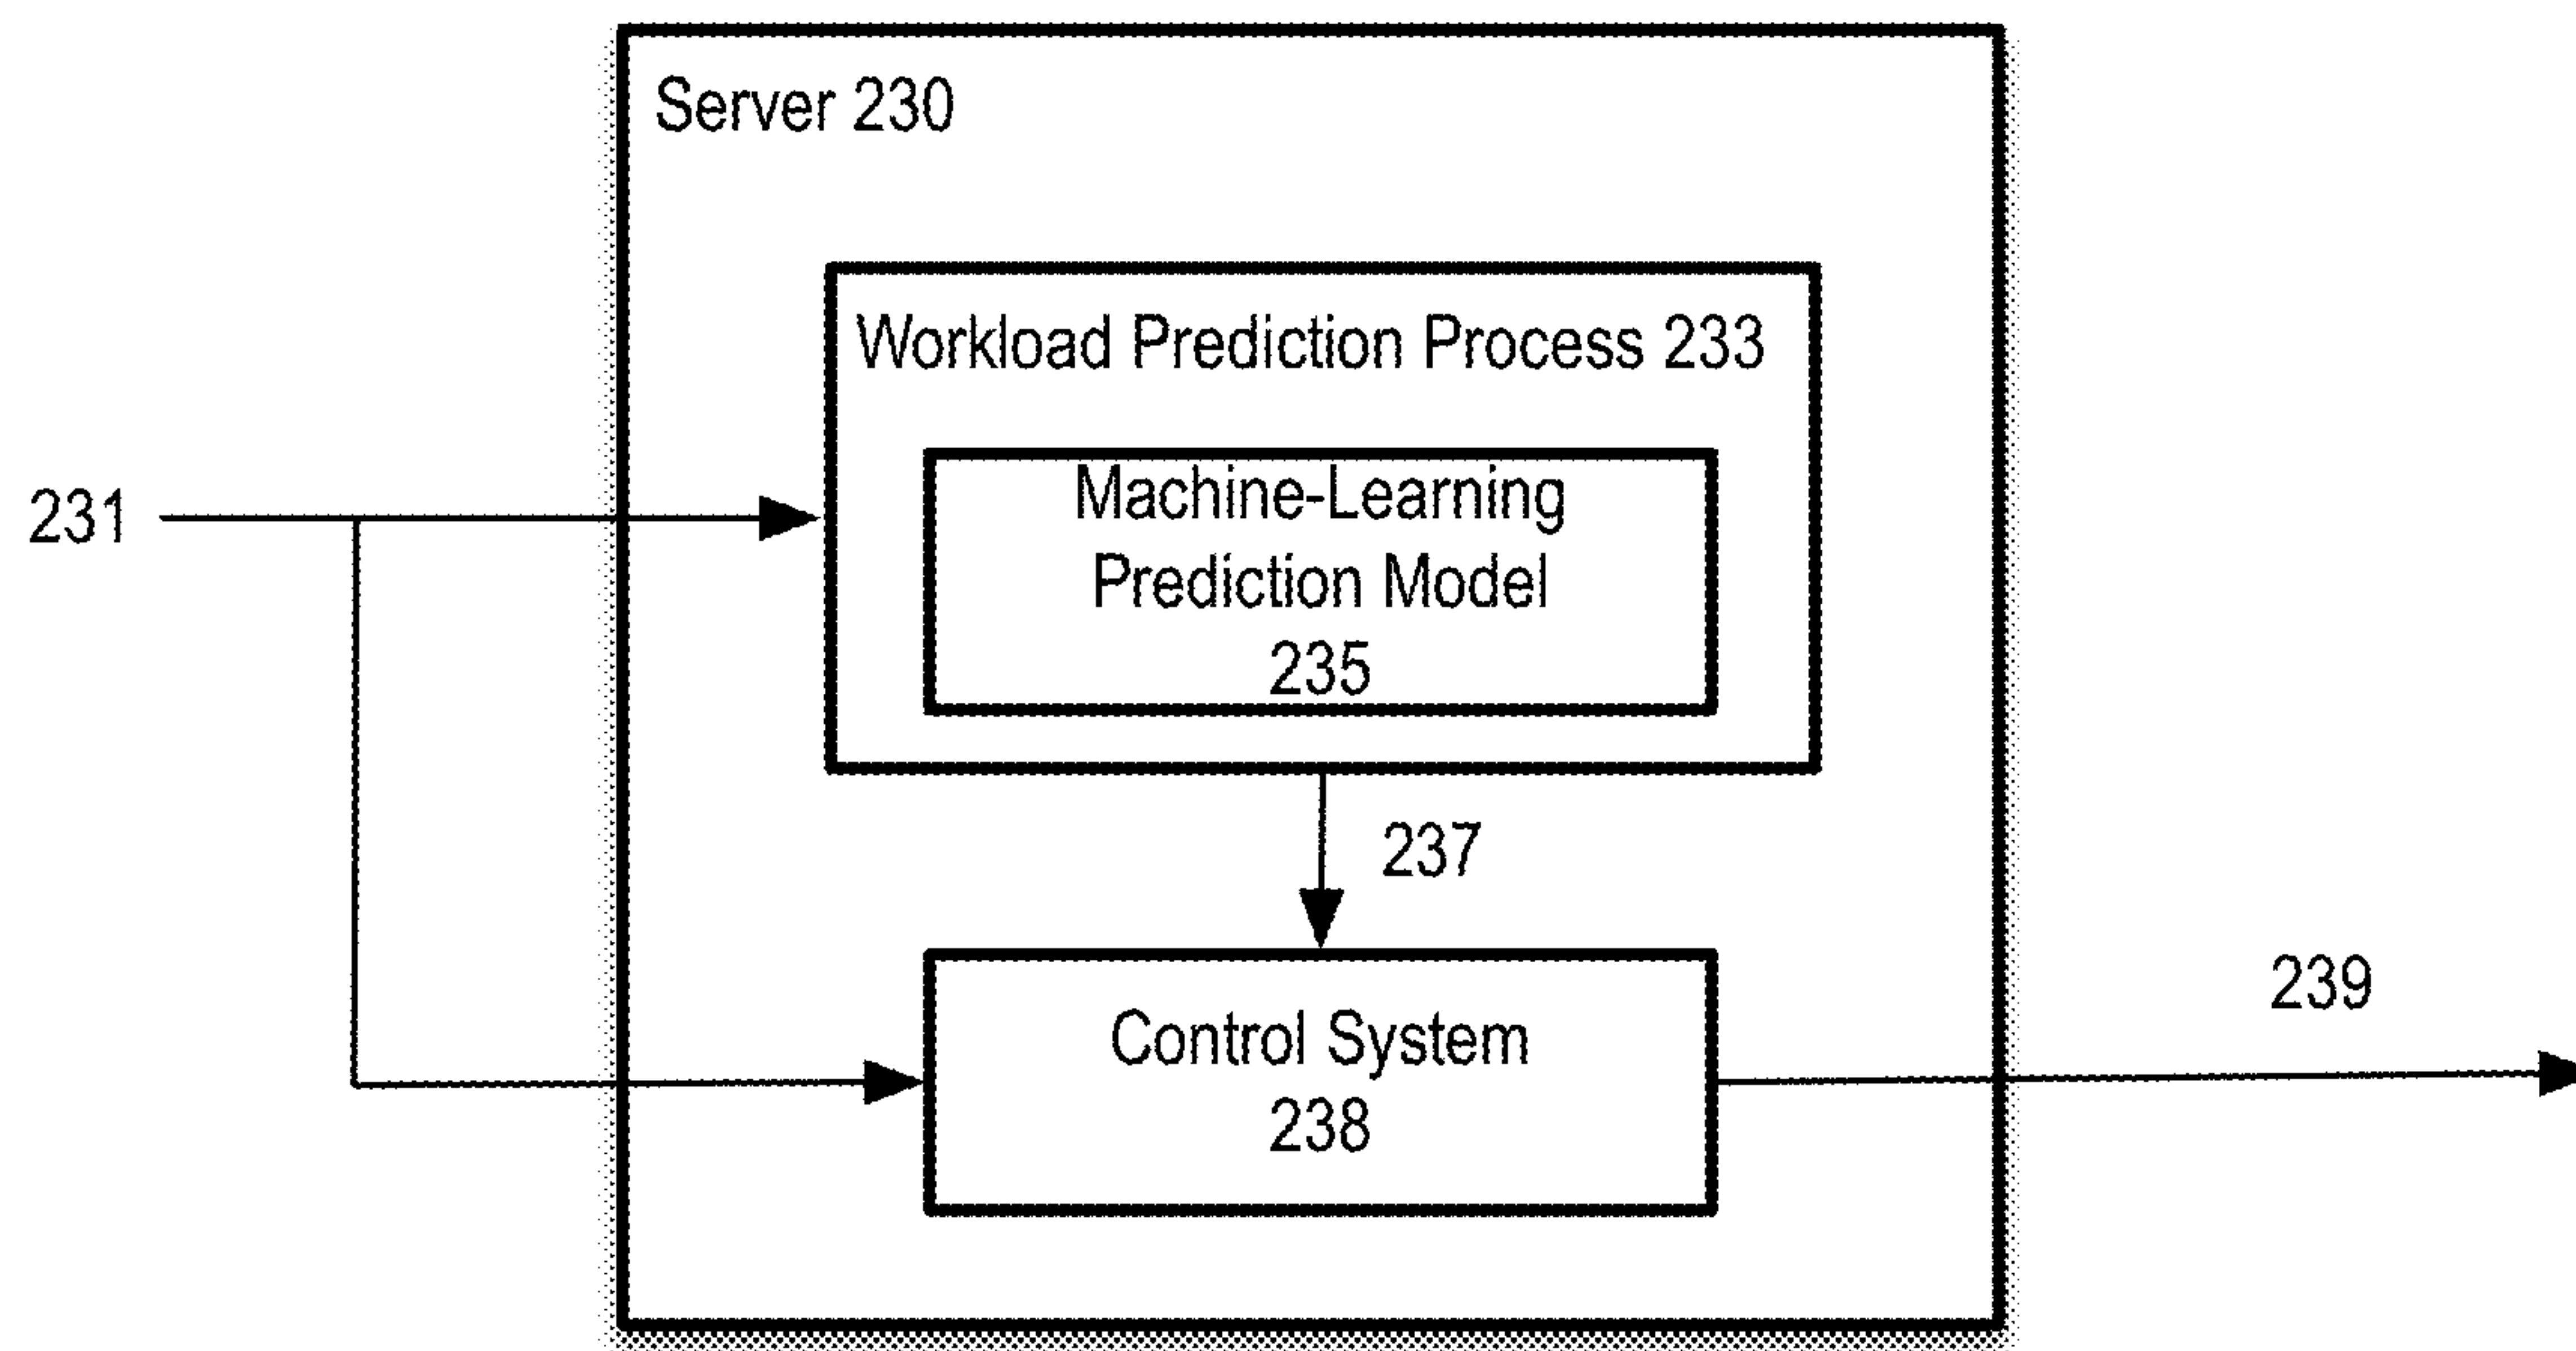 Server 230
Workload Prediction Process 233
Machine-Learning
Prediction Model
235
231
237
Control System
238
239